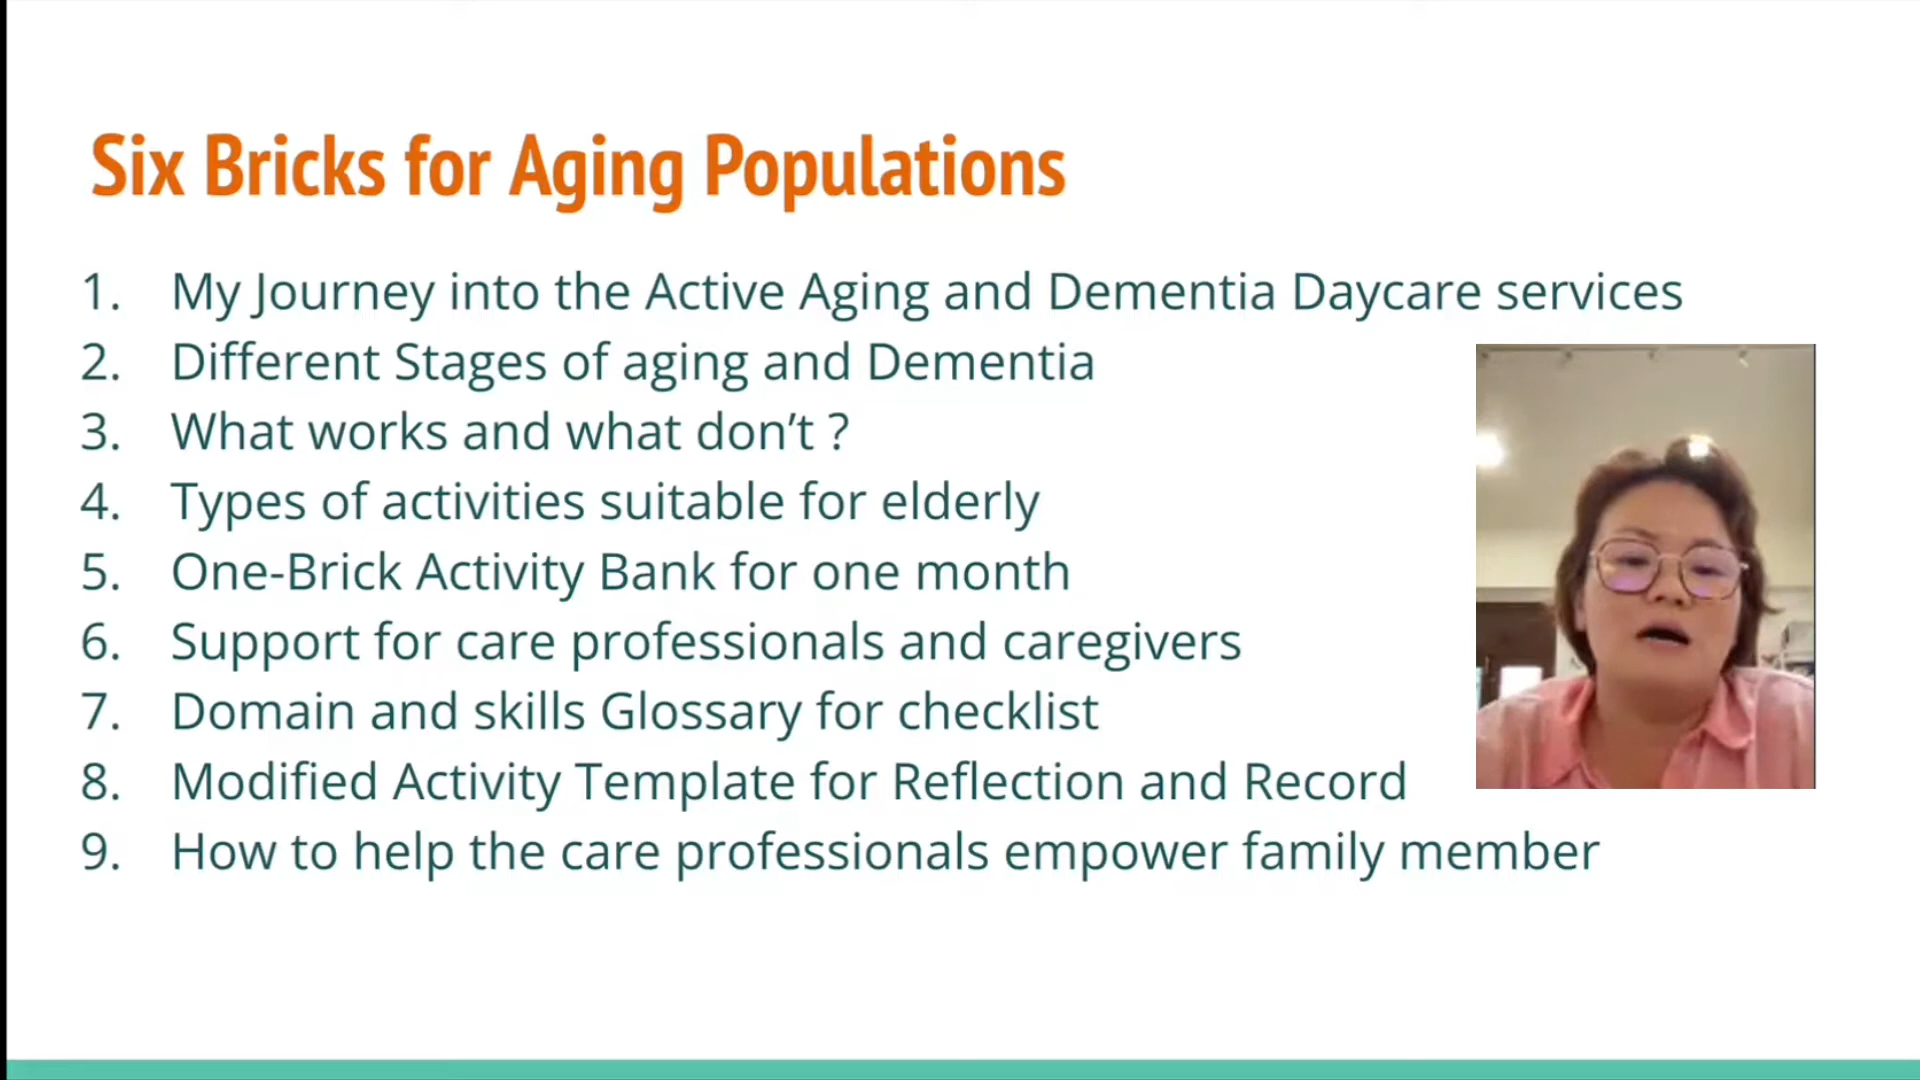 Six Bricks for Aging Populations
1. My Journey into the Active Aging and Dementia Daycare services
2. Different Stages of aging and Dementia
3. What works and what don’t ?
4. Types of activities suitable for elderly
5. One-Brick Activity Bank for one month
6. Support for care professionals and caregivers
7. Domain and skills Glossary for checklist
8. Modified Activity Template for Reflection and Record
9. How to help the care professionals empower family member